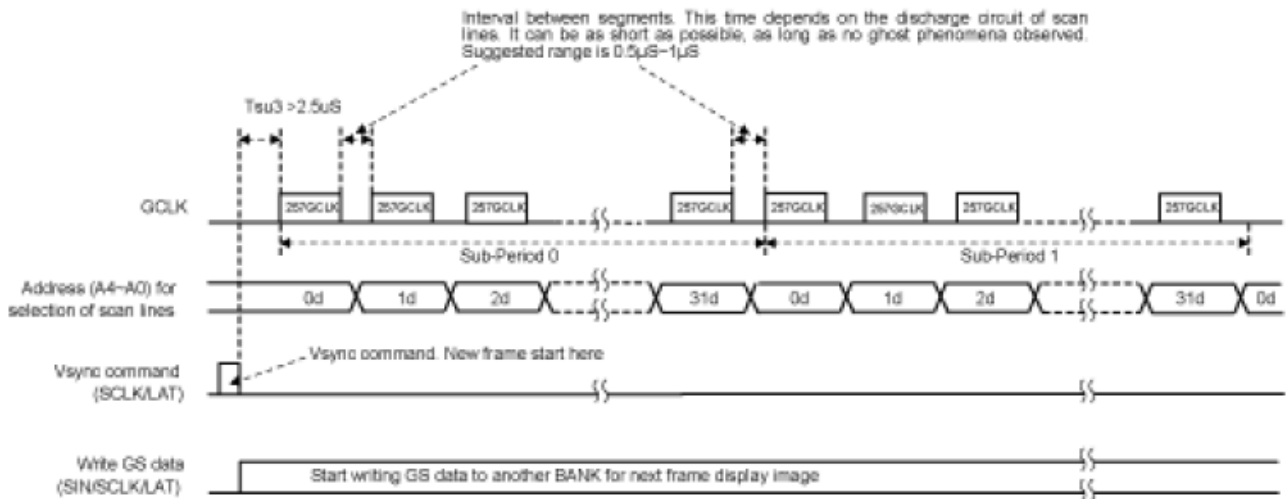 Interval between segments. This time depends on the discharge circuit of scan
lines. It can be as short as possible, as long as no ghost phenomena observed.
Suggested range is 0.5µS~1µS
Tsu3 >2.5uS
GCLK
257GCLK 257GCLK 257GCLK 257GCLK 257GCLK 257GCLK 257GCLK 257GCLK
Sub-Period 0 Sub-Period 1
Address (A4~A0) for
selection of scan lines
0d 1d 2d 31d 0d 1d 2d 31d 0d
Vsync command. New frame start here
Vsync command
(SCLK/LAT)
Write GS data
(SIN/SCLK/LAT)
Start writing GS data to another BANK for next frame display image